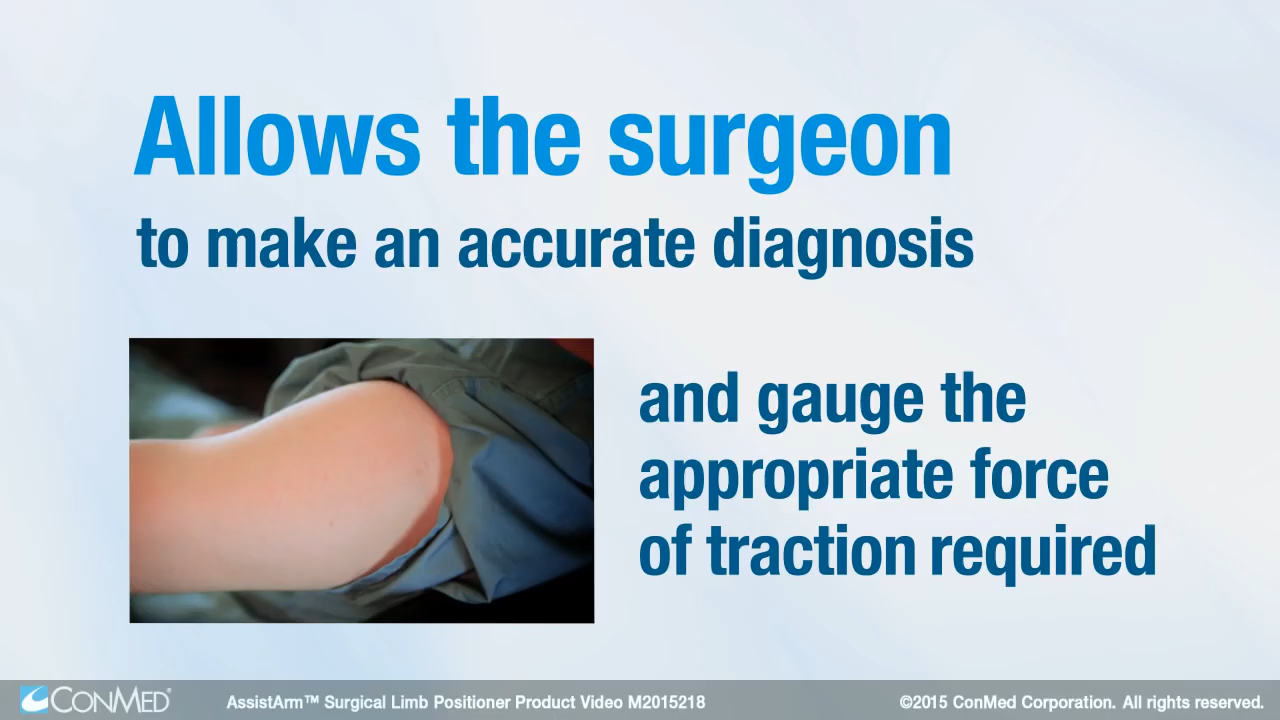 Allows the surgeon
to make an accurate diagnosis
and gauge the
appropriate force
of traction required
CONMED®
AssistArm™ Surgical Limb Positioner Product Video M2015218
©2015 ConMed Corporation. All rights reserved.